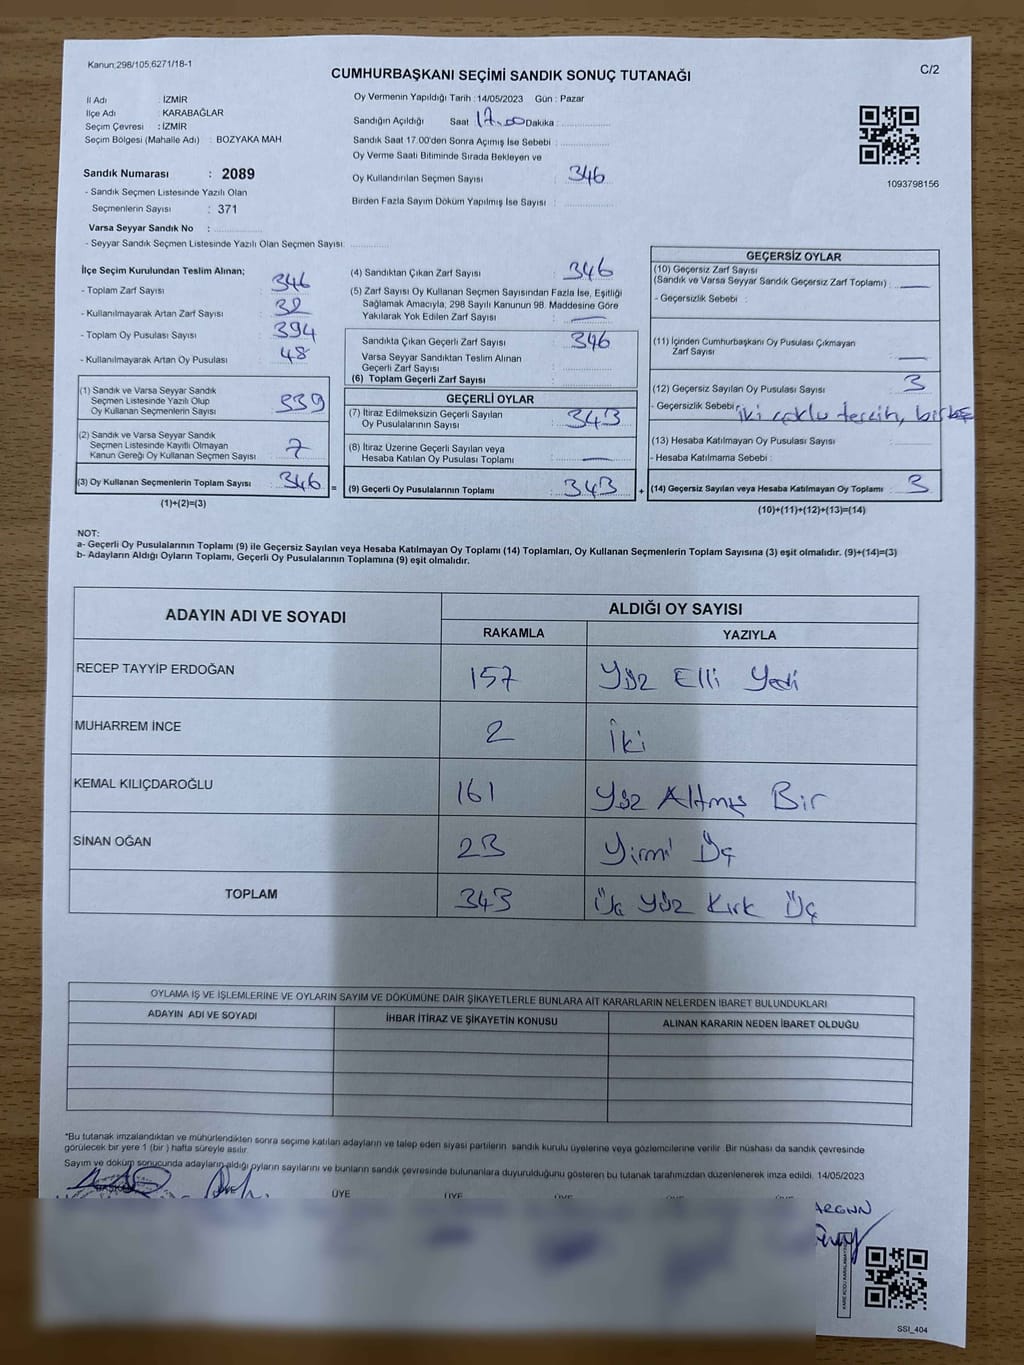 Kanun:298/105,6271/18-1
C/2
CUMHURBAŞKANI SEÇİMİ SANDIK SONUÇ TUTANAĞI
İl Adı : İZMİR
İlçe Adı : KARABAĞLAR
Seçim Çevresi : İZMİR
Seçim Bölgesi (Mahalle Adı) : BOZYAKA MAH
Sandık Numarası : 2089
- Sandık Seçmen Listesinde Yazılı Olan
Seçmenlerin Sayısı : 371
Varsa Seyyar Sandık No :
- Seyyar Sandık Seçmen Listesinde Yazılı Olan Seçmen Sayısı:
Oy Vermenin Yapıldığı Tarih : 14/05/2023 Gün : Pazar
Sandığın Açıldığı Saat 17.00 Dakika :
Sandık Saat 17.00'den Sonra Açımış İse Sebebi :
Oy Verme Saati Bitiminde Sırada Bekleyen ve
Oy Kullandırılan Seçmen Sayısı : 346
Birden Fazla Sayım Döküm Yapılmış İse Sayısı :
1093798156
İlçe Seçim Kurulundan Teslim Alınan;
- Toplam Zarf Sayısı : 346
- Kullanılmayarak Artan Zarf Sayısı : 32
- Toplam Oy Pusulası Sayısı : 394
- Kullanılmayarak Artan Oy Pusulası : 48
(1) Sandık ve Varsa Seyyar Sandık
Seçmen Listesinde Yazılı Olup
Oy Kullanan Seçmenlerin Sayısı : 339
(2) Sandık ve Varsa Seyyar Sandık
Seçmen Listesinde Kayıtlı Olmayan
Kanun Gereği Oy Kullanan Seçmen Sayısı : 7
(3) Oy Kullanan Seçmenlerin Toplam Sayısı : 346 =
(1)+(2)=(3)
(4) Sandıktan Çıkan Zarf Sayısı : 346
(5) Zarf Sayısı Oy Kullanan Seçmen Sayısından Fazla İse, Eşitliği
Sağlamak Amacıyla; 298 Sayılı Kanunun 98. Maddesine Göre
Yakılarak Yok Edilen Zarf Sayısı : —
Sandıkta Çıkan Geçerli Zarf Sayısı : 346
Varsa Seyyar Sandıktan Teslim Alınan
Geçerli Zarf Sayısı :
(6) Toplam Geçerli Zarf Sayısı :
GEÇERLİ OYLAR
(7) İtiraz Edilmeksizin Geçerli Sayılan
Oy Pusulalarının Sayısı : 343
(8) İtiraz Üzerine Geçerli Sayılan veya
Hesaba Katılan Oy Pusulası Toplamı : —
(9) Geçerli Oy Pusulalarının Toplamı : 343 +
GEÇERSİZ OYLAR
(10) Geçersiz Zarf Sayısı
(Sandık ve Varsa Seyyar Sandık Geçersiz Zarf Toplamı) : —
- Geçersizlik Sebebi :
(11) İçinden Cumhurbaşkanı Oy Pusulası Çıkmayan
Zarf Sayısı : —
(12) Geçersiz Sayılan Oy Pusulası Sayısı : 3
- Geçersizlik Sebebi : iki çoklu tercih,
(13) Hesaba Katılmayan Oy Pusulası Sayısı :
- Hesaba Katılmama Sebebi :
(14) Geçersiz Sayılan veya Hesaba Katılmayan Oy Toplamı : 3
(10)+(11)+(12)+(13)=(14)
NOT:
a- Geçerli Oy Pusulalarının Toplamı (9) ile Geçersiz Sayılan veya Hesaba Katılmayan Oy Toplamı (14) Toplamları, Oy Kullanan Seçmenlerin Toplam Sayısına (3) eşit olmalıdır. (9)+(14)=(3)
b- Adayların Aldığı Oyların Toplamı, Geçerli Oy Pusulalarının Toplamına (9) eşit olmalıdır.
ADAYIN ADI VE SOYADI ALDIĞI OY SAYISI
RAKAMLA YAZIYLA
RECEP TAYYİP ERDOĞAN 157 Yüz Elli Yedi
MUHARREM İNCE 2 İki
KEMAL KILIÇDAROĞLU 161 Yüz Altmış Bir
SİNAN OĞAN 23 Yirmi Üç
TOPLAM 343 Üç Yüz Kırk Üç
OYLAMA İŞ VE İŞLEMLERİNE VE OYLARIN SAYIM VE DÖKÜMÜNE DAİR ŞİKAYETLERLE BUNLARA AİT KARARLARIN NELERDEN İBARET BULUNDUKLARI
ADAYIN ADI VE SOYADI İHBAR İTİRAZ VE ŞİKAYETİN KONUSU ALINAN KARARIN NEDEN İBARET OLDUĞU
*Bu tutanak imzalandıktan ve mühürlendikten sonra seçime katılan adayların ve talep eden siyasi partilerin sandık kurulu üyelerine veya gözlemcilerine verilir. Bir nüshası da sandık çevresinde
görülecek bir yere 1 (bir ) hafta süreyle asılır.
Sayım ve döküm sonucunda adayların aldığı oyların sayılarını ve bunların sandık çevresinde bulunanlara duyurulduğunu gösteren bu tutanak tarafımızdan düzenlenerek imza edildi. 14/05/2023
ÜYE ÜYE
SSI_404